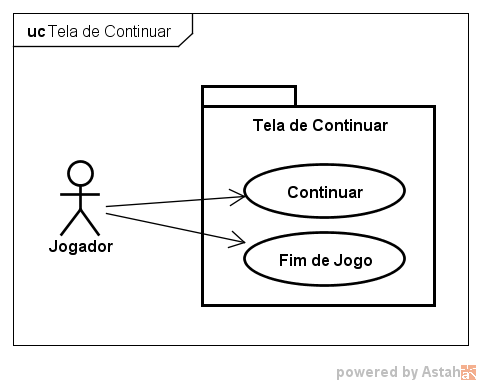 uc Tela de Continuar
Tela de Continuar
Continuar
Jogador
Fim de Jogo
powered by Astah